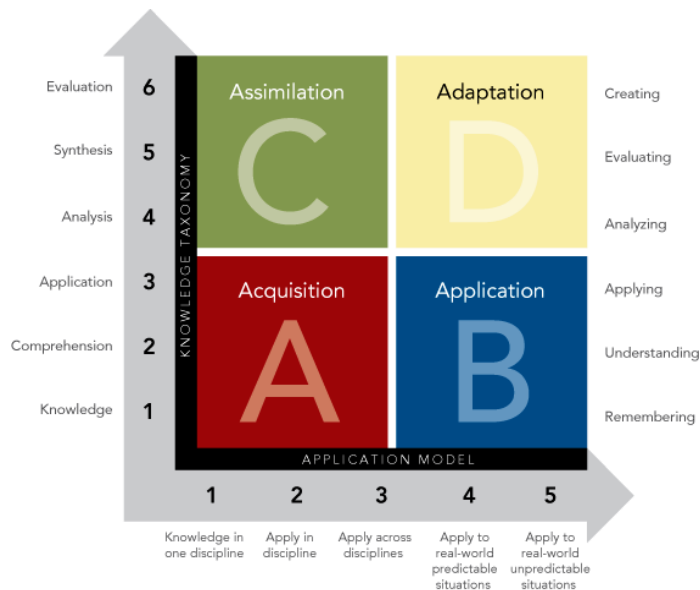 Evaluation 6 Assimilation Adaptation Creating
C D
Synthesis 5 Evaluating
Analysis 4 Analyzing
KNOWLEDGE TAXONOMY
Application 3 Acquisition Application Applying
A B
Comprehension 2 Understanding
Knowledge 1 Remembering
APPLICATION MODEL
1 2 3 4 5
Knowledge in
one discipline
Apply in
discipline
Apply across
disciplines
Apply to
real-world
predictable
situations
Apply to
real-world
unpredictable
situations